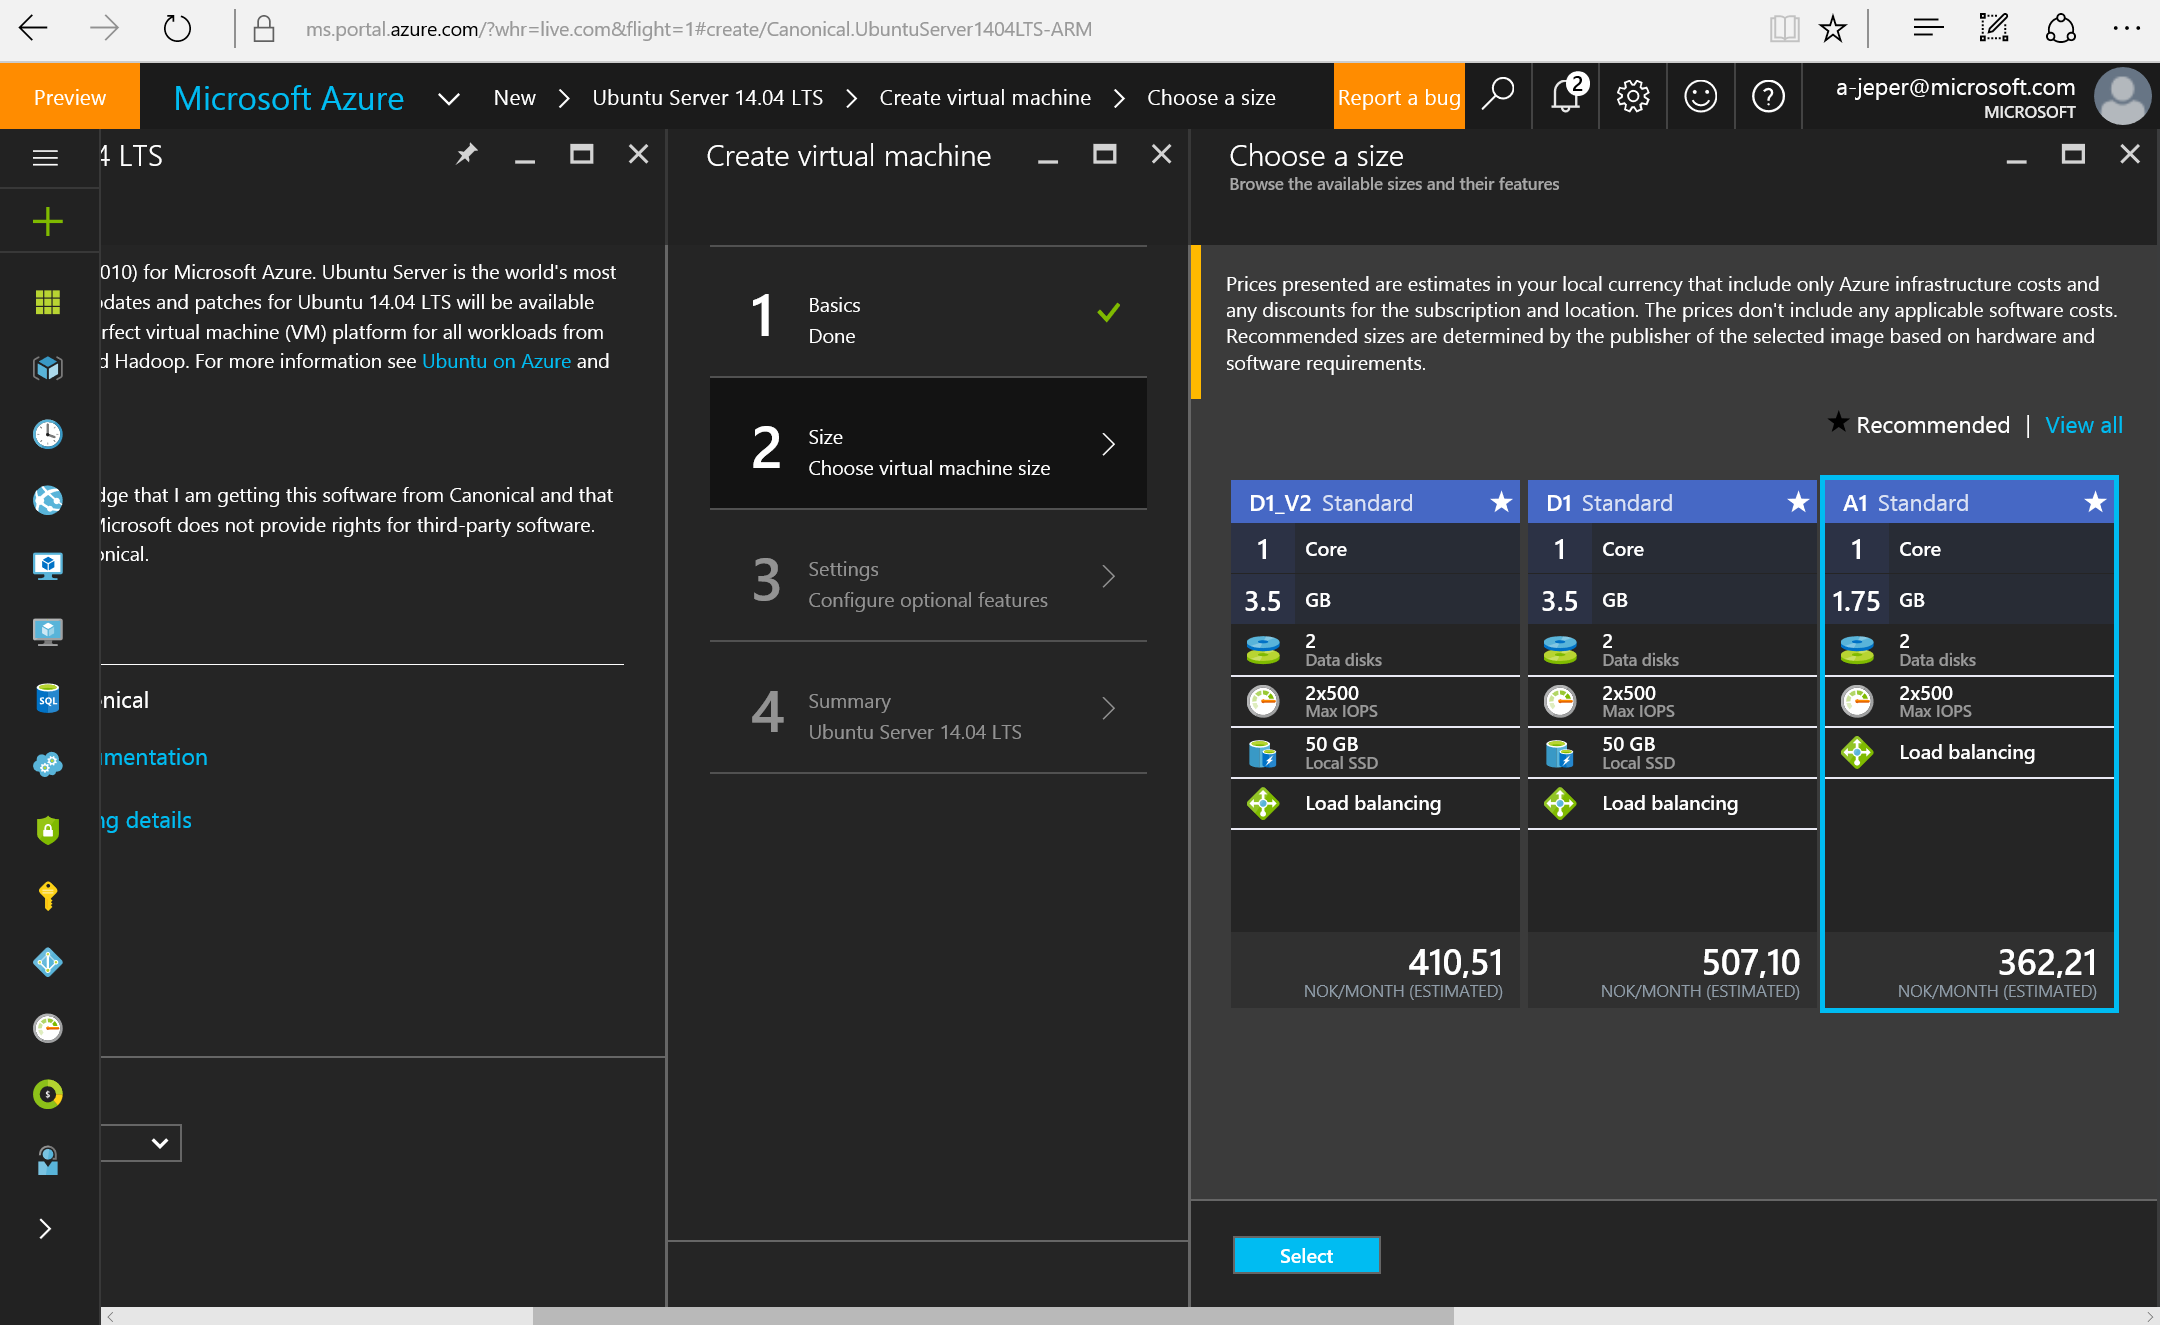 ms.portal.azure.com/?whr=live.com&flight=1#create/Canonical.UbuntuServer1404LTS-ARM
Preview
Microsoft Azure
New
Ubuntu Server 14.04 LTS
Create virtual machine
Choose a size
Report a bug
2
a-jeper@microsoft.com
MICROSOFT
4 LTS
010) for Microsoft Azure. Ubuntu Server is the world's most
dates and patches for Ubuntu 14.04 LTS will be available
rfect virtual machine (VM) platform for all workloads from
d Hadoop. For more information see Ubuntu on Azure and
dge that I am getting this software from Canonical and that
Microsoft does not provide rights for third-party software.
onical.
nical
mentation
ng details
SQL
$
Create virtual machine
1
Basics
Done
2
Size
Choose virtual machine size
3
Settings
Configure optional features
4
Summary
Ubuntu Server 14.04 LTS
Choose a size
Browse the available sizes and their features
Prices presented are estimates in your local currency that include only Azure infrastructure costs and
any discounts for the subscription and location. The prices don't include any applicable software costs.
Recommended sizes are determined by the publisher of the selected image based on hardware and
software requirements.
★ Recommended | View all
D1_V2 Standard ★
1 Core
3.5 GB
2
Data disks
2x500
Max IOPS
50 GB
Local SSD
Load balancing
410,51
NOK/MONTH (ESTIMATED)
D1 Standard ★
1 Core
3.5 GB
2
Data disks
2x500
Max IOPS
50 GB
Local SSD
Load balancing
507,10
NOK/MONTH (ESTIMATED)
A1 Standard ★
1 Core
1.75 GB
2
Data disks
2x500
Max IOPS
Load balancing
362,21
NOK/MONTH (ESTIMATED)
Select